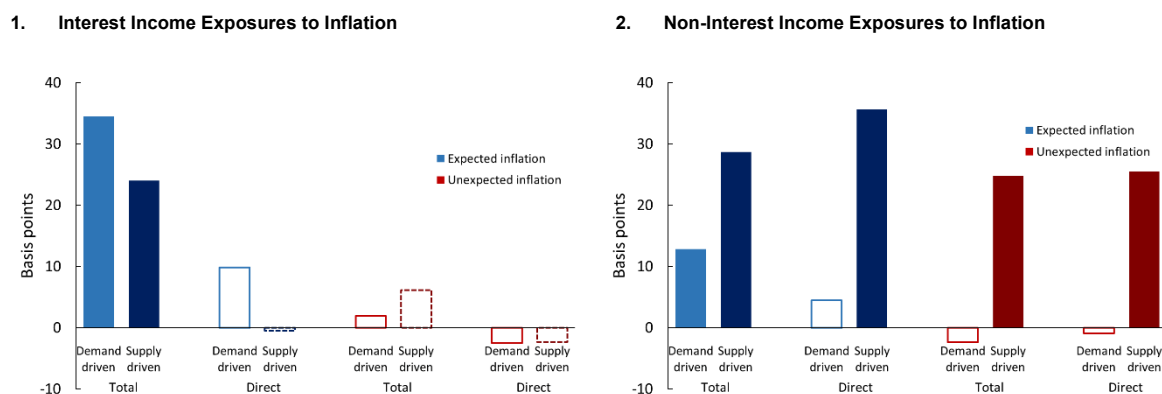 1. Interest Income Exposures to Inflation
40
30
20
10
0
-10
Basis points
Expected inflation
Unexpected inflation
Demand driven Supply driven Demand driven Supply driven Demand driven Supply driven Demand driven Supply driven
Total Direct Total Direct
2. Non-Interest Income Exposures to Inflation
40
30
20
10
0
-10
Basis points
Expected inflation
Unexpected inflation
Demand driven Supply driven Demand driven Supply driven Demand driven Supply driven Demand driven Supply driven
Total Direct Total Direct